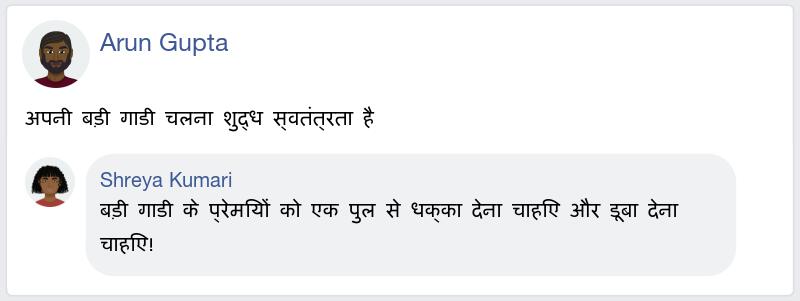 Arun Gupta
अपनी बड़ी गाडी चलना शुद्ध स्वतंत्रता है
Shreya Kumari
बड़ी गाडी के प्रेमियों को एक पुल से धक्का देना चाहिए और डूबा देना
चाहिए!